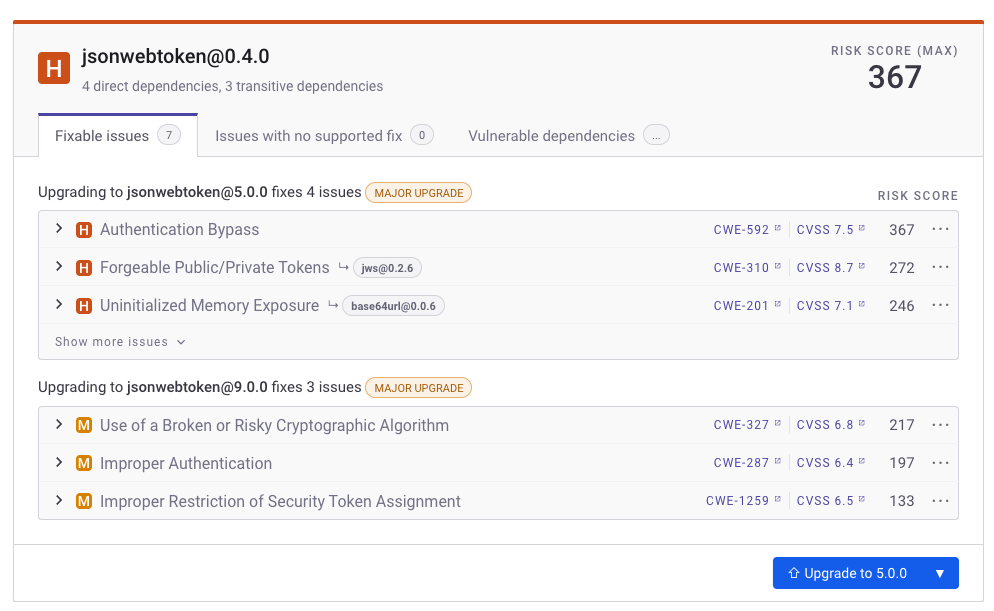 H jsonwebtoken@0.4.0
4 direct dependencies, 3 transitive dependencies
RISK SCORE (MAX)
367
Fixable issues 7 Issues with no supported fix 0 Vulnerable dependencies ...
Upgrading to jsonwebtoken@5.0.0 fixes 4 issues MAJOR UPGRADE RISK SCORE
H Authentication Bypass CWE-592 CVSS 7.5 367
H Forgeable Public/Private Tokens jws@0.2.6 CWE-310 CVSS 8.7 272
H Uninitialized Memory Exposure base64url@0.0.6 CWE-201 CVSS 7.1 246
Show more issues
Upgrading to jsonwebtoken@9.0.0 fixes 3 issues MAJOR UPGRADE
M Use of a Broken or Risky Cryptographic Algorithm CWE-327 CVSS 6.8 217
M Improper Authentication CWE-287 CVSS 6.4 197
M Improper Restriction of Security Token Assignment CWE-1259 CVSS 6.5 133
Upgrade to 5.0.0